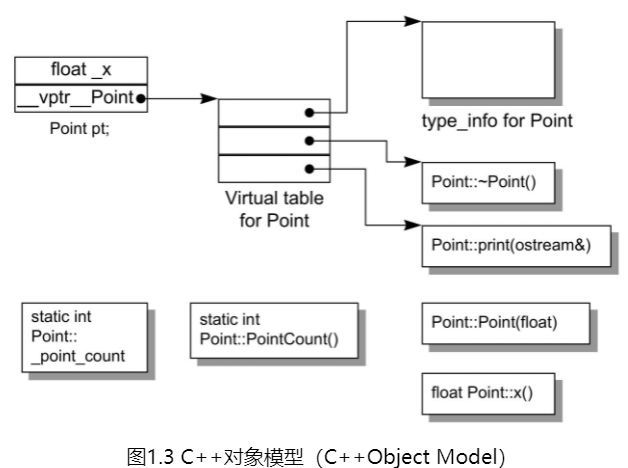 float _x
__vptr__Point
Point pt;
type_info for Point
Virtual table
for Point
Point::~Point()
Point::print(ostream&)
static int
Point::
_point_count
static int
Point::PointCount()
Point::Point(float)
float Point::x()
图1.3 C++对象模型（C++Object Model）